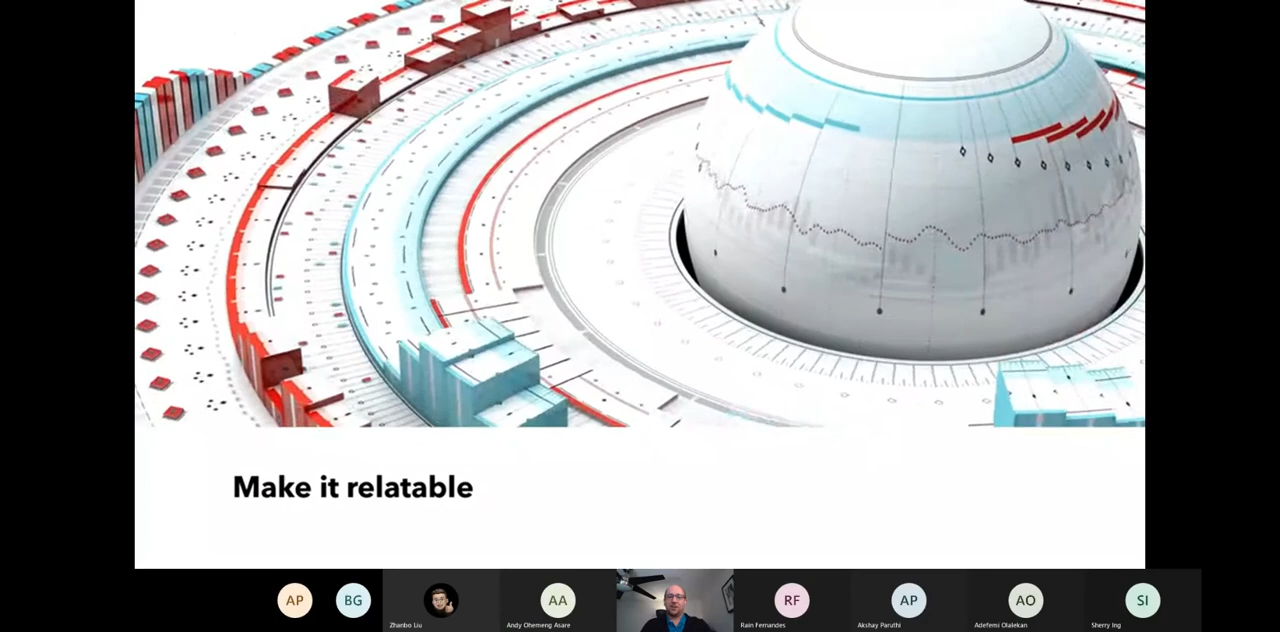 Make it relatable
AP
BG
Zhanbo Liu
AA
Andy Ohemeng Asare
RF
Rain Fernandes
AP
Akshay Paruthi
AO
Adefemi Olalekan
SI
Sherry Ing